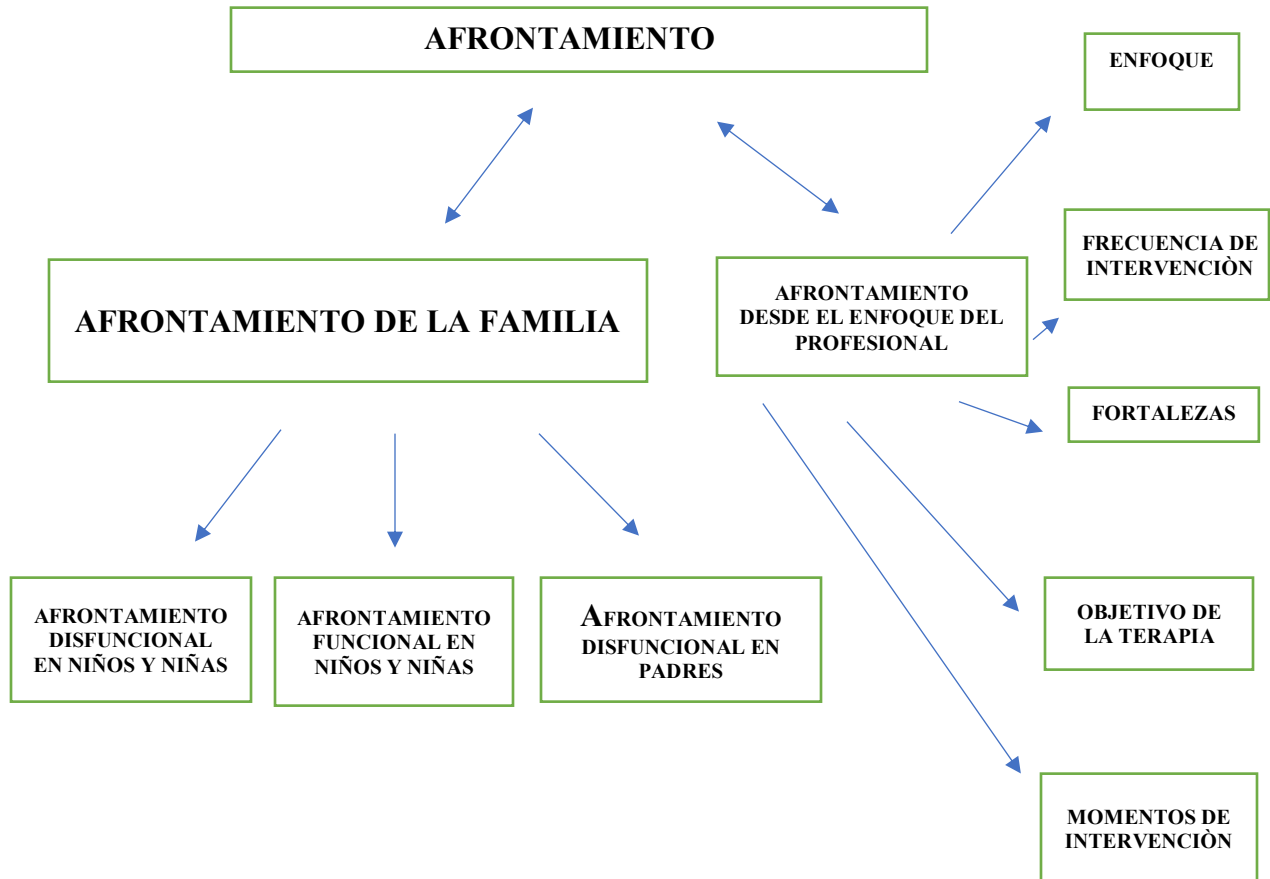 AFRONTAMIENTO
ENFOQUE
FRECUENCIA DE
INTERVENCIÒN
AFRONTAMIENTO DE LA FAMILIA
AFRONTAMIENTO
DESDE EL ENFOQUE DEL
PROFESIONAL
FORTALEZAS
AFRONTAMIENTO
DISFUNCIONAL
EN NIÑOS Y NIÑAS
AFRONTAMIENTO
FUNCIONAL EN
NIÑOS Y NIÑAS
AFRONTAMIENTO
DISFUNCIONAL EN
PADRES
OBJETIVO DE
LA TERAPIA
MOMENTOS DE
INTERVENCIÒN